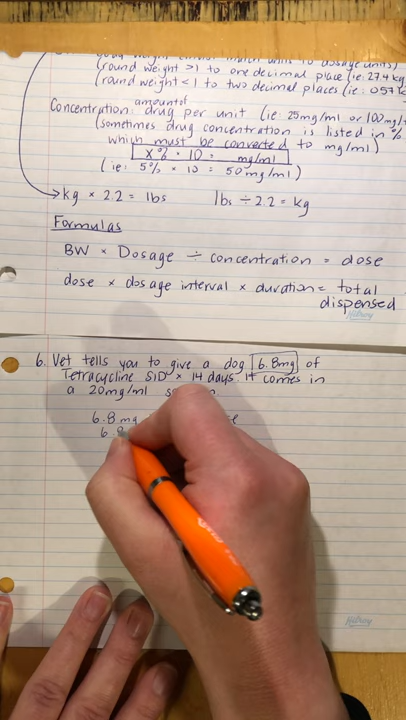 (round weight >1 to one decimal place (ie: 27.4 kg
(round weight <1 to two decimal places (ie: 0.57 k
Concentration: amount of drug per unit (ie: 25mg/ml or 100mg/
(sometimes drug concentration is listed in %
which must be converted to mg/ml)
x% × 10 = mg/ml
(ie: 5% × 10 = 50mg/ml)
kg × 2.2 = lbs lbs ÷ 2.2 = kg
Formulas
BW × Dosage ÷ concentration = dose
dose × dosage interval × duration = total
dispensed
Hilroy
6. Vet tells you to give a dog 6.8mg of
Tetracycline SID × 14 days. It comes in
a 20mg/ml
6.8mg
6.8
Hilroy